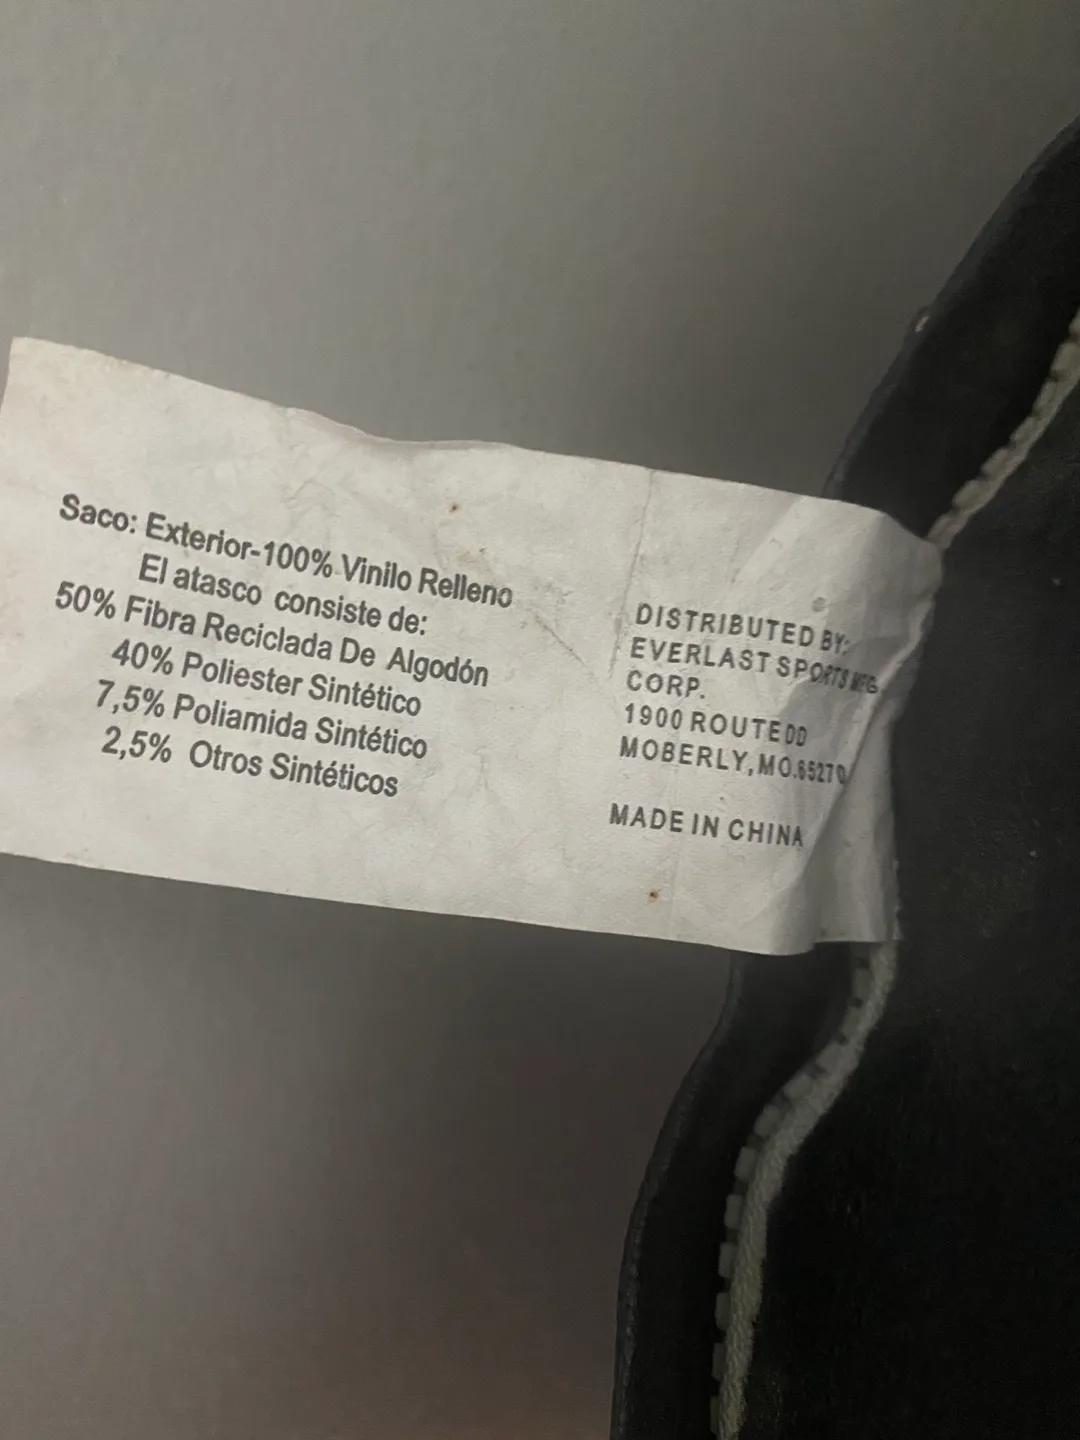 Saco: Exterior-100% Vinilo Relleno
El atasco consiste de:
50% Fibra Reciclada De Algodón
40% Poliester Sintético
7,5% Poliamida Sintético
2,5% Otros Sintéticos
DISTRIBUTED BY:
EVERLAST SPORTS MFG.
CORP.
1900 ROUTE DD
MOBERLY, MO.65270
MADE IN CHINA